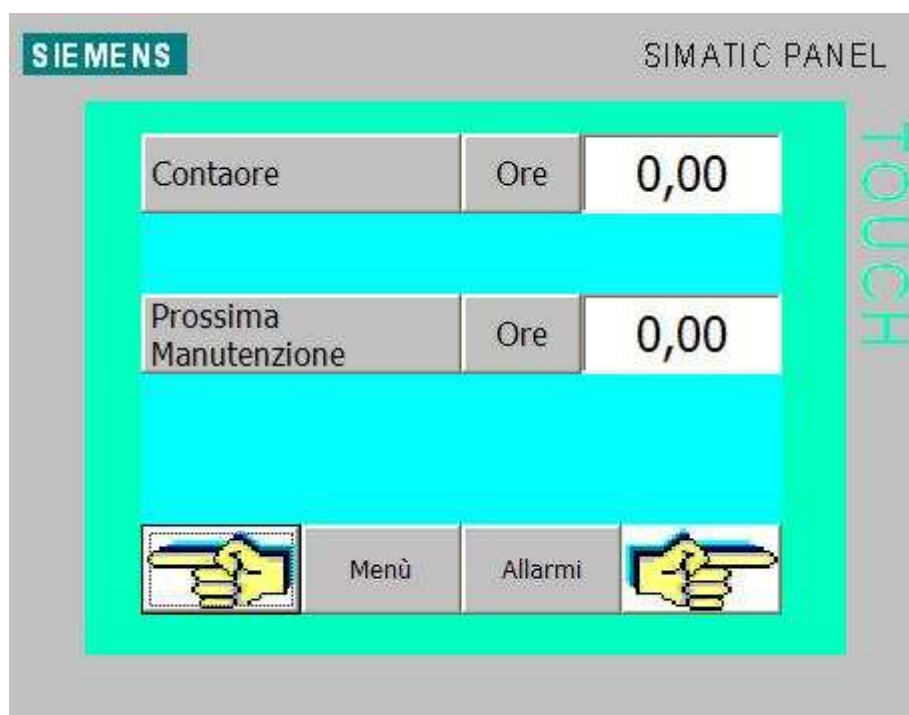 SIEMENS
SIMATIC PANEL
TOUCH
Contaore Ore 0,00
Prossima
Manutenzione Ore 0,00
Menù Allarmi